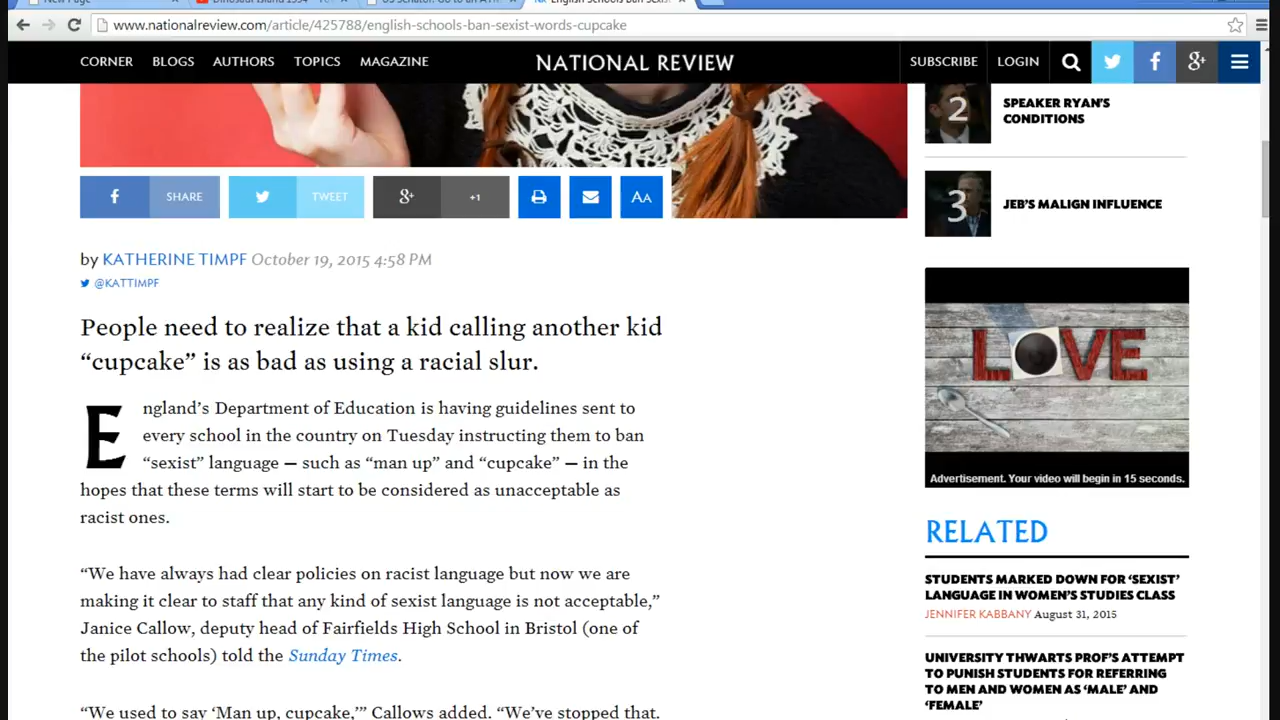 www.nationalreview.com/article/425788/english-schools-ban-sexist-words-cupcake
CORNER BLOGS AUTHORS TOPICS MAGAZINE NATIONAL REVIEW SUBSCRIBE LOGIN
2 SPEAKER RYAN'S
CONDITIONS
f SHARE TWEET g+ +1 AA
3 JEB'S MALIGN INFLUENCE
by KATHERINE TIMPF October 19, 2015 4:58 PM
@KATTIMPF
People need to realize that a kid calling another kid
“cupcake” is as bad as using a racial slur.
England’s Department of Education is having guidelines sent to
every school in the country on Tuesday instructing them to ban
“sexist” language — such as “man up” and “cupcake” — in the
hopes that these terms will start to be considered as unacceptable as
racist ones.
“We have always had clear policies on racist language but now we are
making it clear to staff that any kind of sexist language is not acceptable,”
Janice Callow, deputy head of Fairfields High School in Bristol (one of
the pilot schools) told the Sunday Times.
“We used to say ‘Man up, cupcake,’” Callows added. “We’ve stopped that.
LOVE
Advertisement. Your video will begin in 15 seconds.
RELATED
STUDENTS MARKED DOWN FOR ‘SEXIST’
LANGUAGE IN WOMEN’S STUDIES CLASS
JENNIFER KABBANY August 31, 2015
UNIVERSITY THWARTS PROF’S ATTEMPT
TO PUNISH STUDENTS FOR REFERRING
TO MEN AND WOMEN AS ‘MALE’ AND
‘FEMALE’